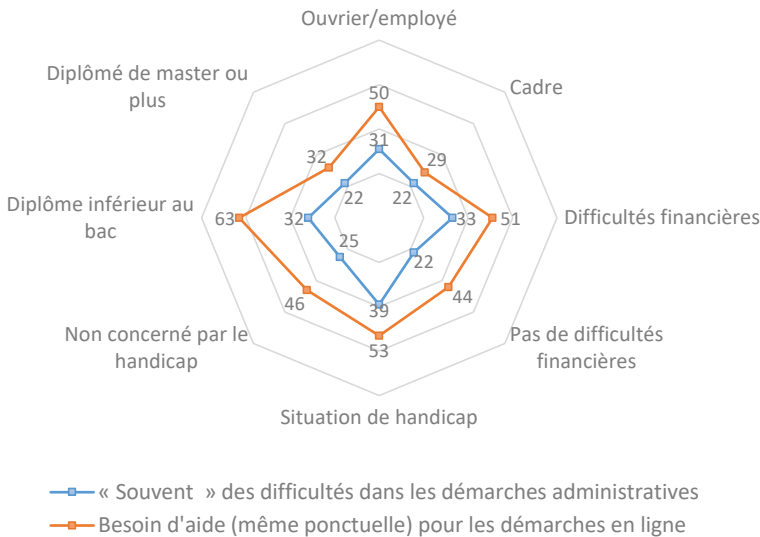 Ouvrier/employé
Diplômé de master ou
plus
Cadre
50
31
32
29
22
22
Diplôme inférieur au
bac
63
32
33
51
Difficultés financières
25
22
46
44
39
53
Non concerné par le
handicap
Pas de difficultés
financières
Situation de handicap
« Souvent » des difficultés dans les démarches administratives
Besoin d'aide (même ponctuelle) pour les démarches en ligne